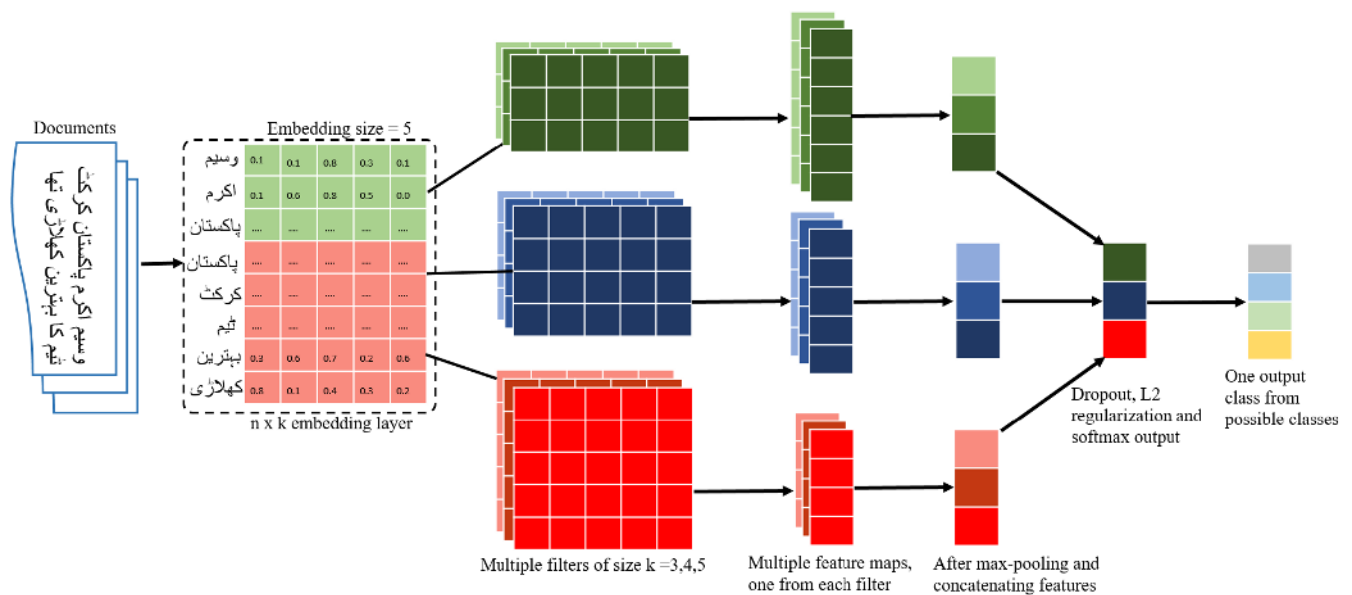 Documents
وسیم اکرم پاکستان کرکٹ
ٹیم کا بہترین کھلاڑی تھا
Embedding size = 5
وسیم 0.1 0.1 0.8 0.3 0.1
اکرم 0.1 0.6 0.8 0.5 0.0
پاکستان .... .... .... .... ....
پاکستان .... .... .... .... ....
کرکٹ .... .... .... .... ....
ٹیم .... .... .... .... ....
بہترین 0.3 0.6 0.7 0.2 0.6
کھلاڑی 0.8 0.1 0.4 0.3 0.2
n x k embedding layer
Multiple filters of size k =3,4,5
Multiple feature maps,
one from each filter
After max-pooling and
concatenating features
Dropout, L2
regularization and
softmax output
One output
class from
possible classes